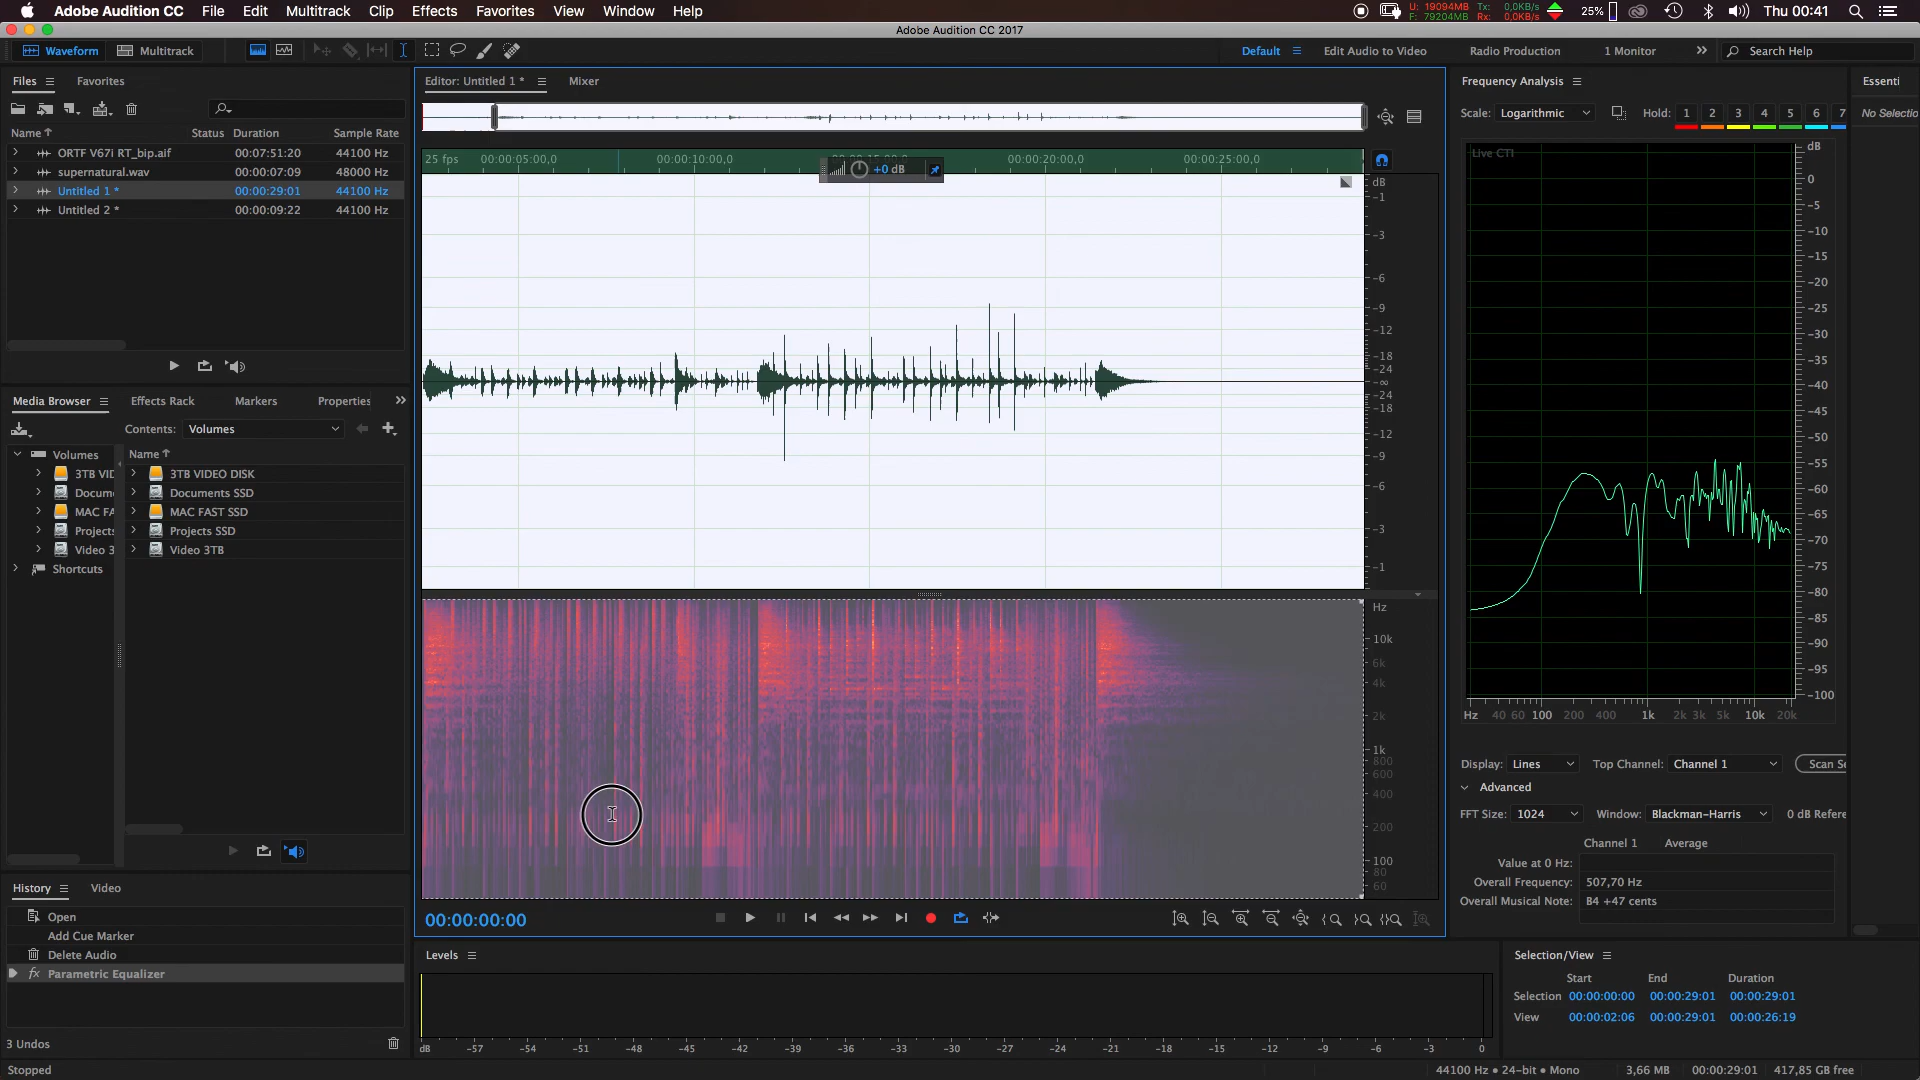 Adobe Audition CC File Edit Multitrack Clip Effects Favorites View Window Help
U: 19094MB Tx: 0,0KB/s
F: 79204MB Rx: 0,0KB/s
25% Thu 00:41
Adobe Audition CC 2017
Waveform Multitrack Default Edit Audio to Video Radio Production 1 Monitor Search Help
Files Favorites
Name Status Duration Sample Rate
ORTF V67i RT_bip.aif 00:07:51:20 44100 Hz
supernatural.wav 00:00:07:09 48000 Hz
Untitled 1 * 00:00:29:01 44100 Hz
Untitled 2 * 00:00:09:22 44100 Hz
Media Browser Effects Rack Markers Properties
Contents: Volumes
Name
Volumes
3TB VID
Docum
MAC FA
Projects
Video 3
Shortcuts
3TB VIDEO DISK
Documents SSD
MAC FAST SSD
Projects SSD
Video 3TB
History Video
Open
Add Cue Marker
Delete Audio
Parametric Equalizer
3 Undos
Stopped
Editor: Untitled 1 * Mixer
25 fps 00:00:05:00,0 00:00:10:00,0 00:00:20:00,0 00:00:25:00,0
+0 dB
dB
-1
-3
-6
-9
-12
-18
-24
-∞
-24
-18
-12
-9
-6
-3
-1
Hz
10k
6k
4k
2k
1k
800
600
400
200
100
80
60
00:00:00:00
Levels
dB -57 -54 -51 -48 -45 -42 -39 -36 -33 -30 -27 -24 -21 -18 -15 -12 -9 -6 -3 0
Frequency Analysis
Scale: Logarithmic Hold: 1 2 3 4 5 6 7
Live CTI
dB
0
-5
-10
-15
-20
-25
-30
-35
-40
-45
-50
-55
-60
-65
-70
-75
-80
-85
-90
-95
-100
Hz 40 60 100 200 400 1k 2k 3k 5k 10k 20k
Display: Lines Top Channel: Channel 1 Scan Se
Advanced
FFT Size: 1024 Window: Blackman-Harris 0 dB Refere
Channel 1 Average
Value at 0 Hz:
Overall Frequency: 507,70 Hz
Overall Musical Note: B4 +47 cents
Essenti
No Selectio
Selection/View
Start End Duration
Selection 00:00:00:00 00:00:29:01 00:00:29:01
View 00:00:02:06 00:00:29:01 00:00:26:19
44100 Hz • 24-bit • Mono 3,66 MB 00:00:29:01 417,85 GB free